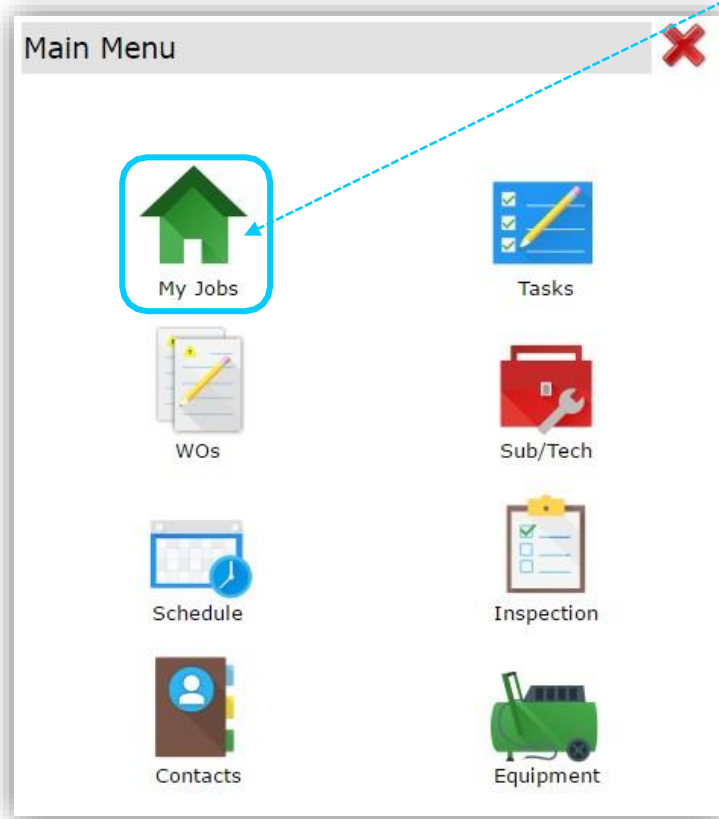 Main Menu
My Jobs
Tasks
WOs
Sub/Tech
Schedule
Inspection
Contacts
Equipment